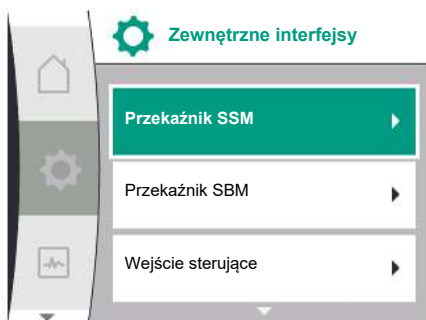 Zewnętrzne interfejsy
Przekaźnik SSM
Przekaźnik SBM
Wejście sterujące